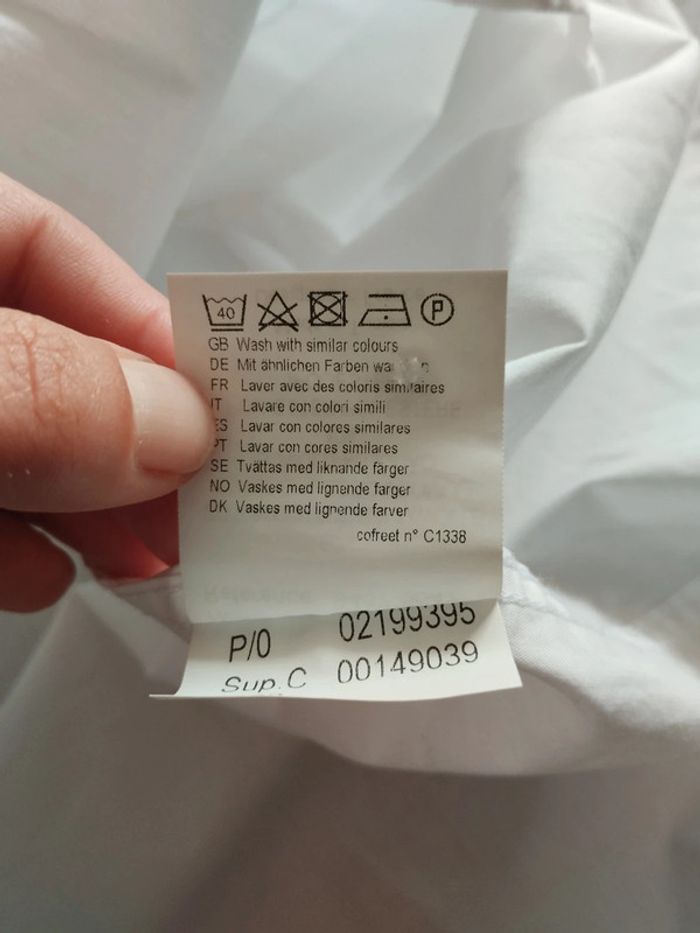 40
P
GB Wash with similar colours
DE Mit ähnlichen Farben
FR Laver avec des coloris similaires
IT Lavare con colori simili
ES Lavar con colores similares
PT Lavar con cores similares
SE Tvättas med liknande färger
NO Vaskes med lignende farger
DK Vaskes med lignende farver
cofreet n° C1338
P/O 02199395
Sup.C 00149039